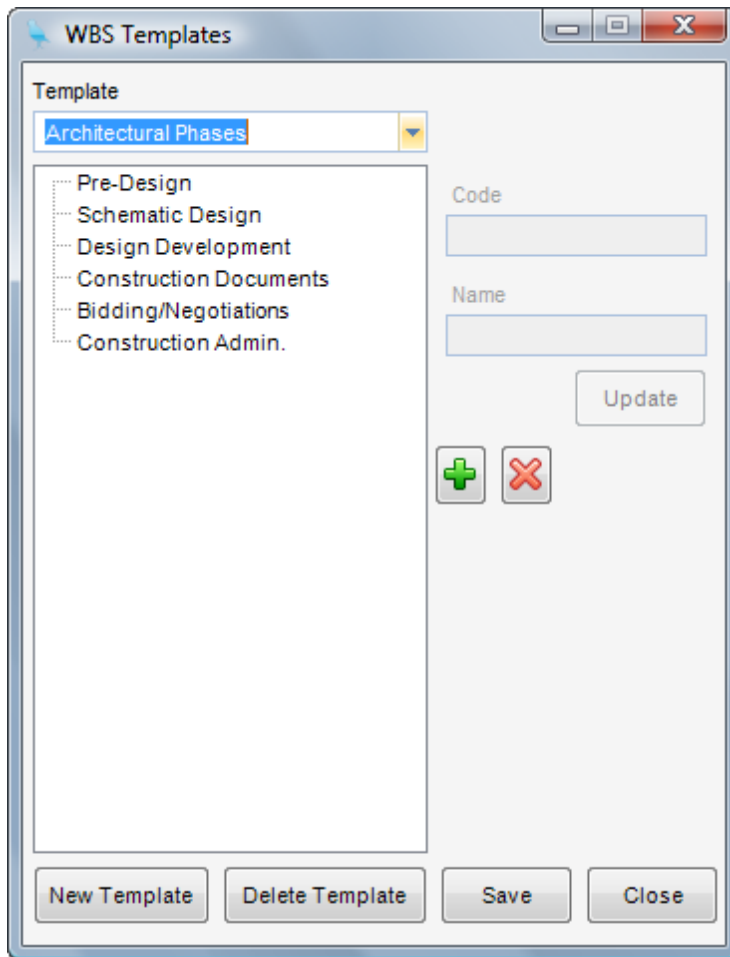 WBS Templates
Template
Architectural Phases
Pre-Design
Schematic Design
Design Development
Construction Documents
Bidding/Negotiations
Construction Admin.
Code
Name
Update
New Template
Delete Template
Save
Close